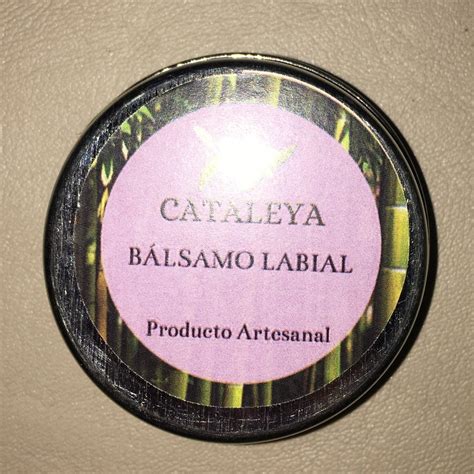 CATALEYA
BÁLSAMO LABIAL
Producto Artesanal